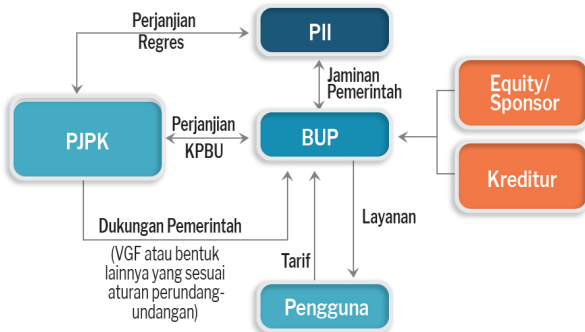 Perjanjian
Regres
PII
Jaminan
Pemerintah
Equity/
Sponsor
PJPK
Perjanjian
KPBU
BUP
Kreditur
Dukungan Pemerintah
(VGF atau bentuk
lainnya yang sesuai
aturan perundang-
undangan)
Tarif
Layanan
Pengguna